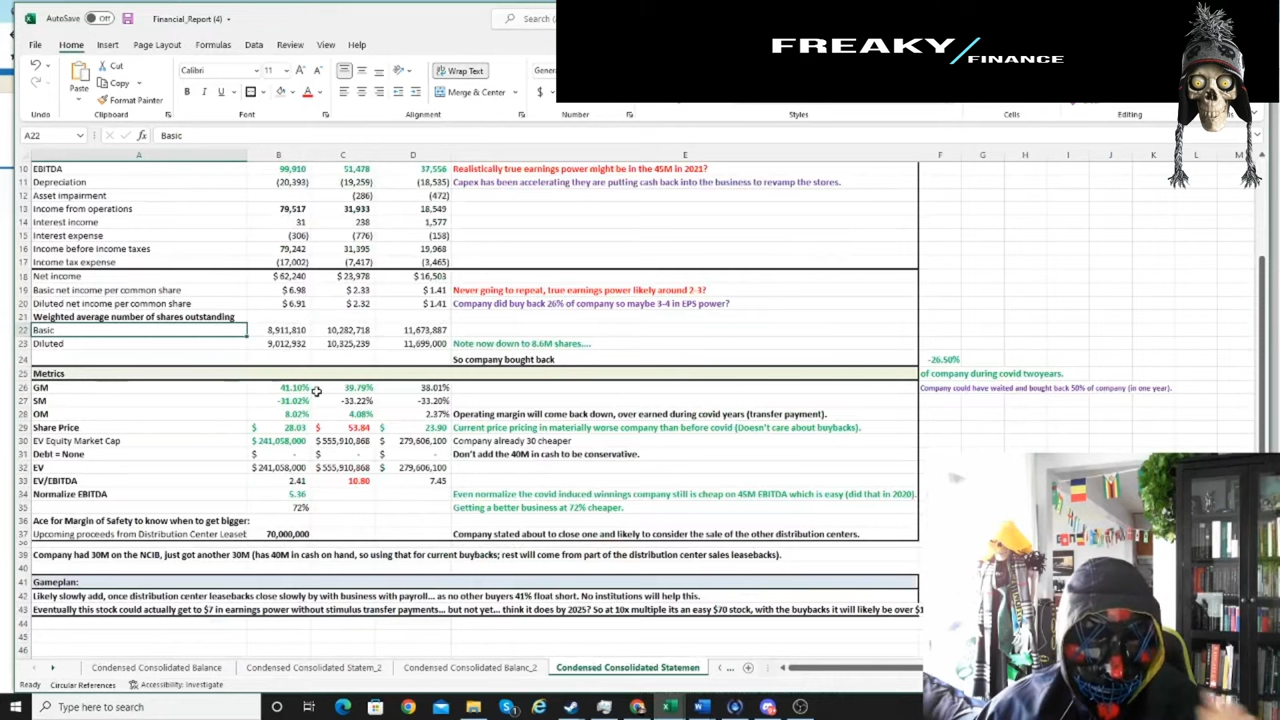 AutoSave Off Financial_Report (4) Search (
FREAKY/FINANCE
File Home Insert Page Layout Formulas Data Review View Help
Cut Calibri 11 Wrap Text Genera
Copy
Paste Format Painter B I U Merge & Center $
Undo Clipboard Font Alignment Number Styles Cells Editing
A22 fx Basic
A B C D E F G H I J K L M
10 EBITDA 99,910 51,478 37,556 Realistically true earnings power might be in the 45M in 2021?
11 Depreciation (20,393) (19,259) (18,535) Capex has been accelerating they are putting cash back into the business to revamp the stores.
12 Asset impairment (286) (472)
13 Income from operations 79,517 31,933 18,549
14 Interest income 31 238 1,577
15 Interest expense (306) (776) (158)
16 Income before income taxes 79,242 31,395 19,968
17 Income tax expense (17,002) (7,417) (3,465)
18 Net income $ 62,240 $ 23,978 $ 16,503
19 Basic net income per common share $ 6.98 $ 2.33 $ 1.41 Never going to repeat, true earnings power likely around 2-3?
20 Diluted net income per common share $ 6.91 $ 2.32 $ 1.41 Company did buy back 26% of company so maybe 3-4 in EPS power?
21 Weighted average number of shares outstanding
22 Basic 8,911,810 10,282,718 11,673,887
23 Diluted 9,012,932 10,325,239 11,699,000 Note now down to 8.6M shares....
24 So company bought back -26.50%
25 Metrics of company during covid twoyears.
26 GM 41.10% 39.79% 38.01% Company could have waited and bought back 50% of company (in one year).
27 SM -31.02% -33.22% -33.20%
28 OM 8.02% 4.08% 2.37% Operating margin will come back down, over earned during covid years (transfer payment).
29 Share Price $ 28.03 $ 53.84 $ 23.90 Current price pricing in materially worse company than before covid (Doesn't care about buybacks).
30 EV Equity Market Cap $ 241,058,000 $ 555,910,868 279,606,100 Company already 30 cheaper
31 Debt = None $ - $ - $ - Don't add the 40M in cash to be conservative.
32 EV $ 241,058,000 $ 555,910,868 279,606,100
33 EV/EBITDA 2.41 10.80 7.45
34 Normalize EBITDA 5.36 Even normalize the covid induced winnings company still is cheap on 45M EBITDA which is easy (did that in 2020).
35 72% Getting a better business at 72% cheaper.
36 Ace for Margin of Safety to know when to get bigger:
37 Upcoming proceeds from Distribution Center Leaset 70,000,000 Company stated about to close one and likely to consider the sale of the other distribution centers.
38
39 Company had 30M on the NCIB, just got another 30M (has 40M in cash on hand, so using that for current buybacks; rest will come from part of the distribution center sales leasebacks).
40
41 Gameplan:
42 Likely slowly add, once distribution center leasebacks close slowly by with business with payroll... as no other buyers 41% float short. No institutions will help this.
43 Eventually this stock could actually get to $7 in earnings power without stimulus transfer payments... but not yet... think it does by 2025? So at 10x multiple its an easy $70 stock, with the buybacks it will likely be over $1
44
45
46
Condensed Consolidated Balance Condensed Consolidated Statem_2 Condensed Consolidated Balanc_2 Condensed Consolidated Statemen ...
Ready Circular References Accessibility: Investigate
Type here to search